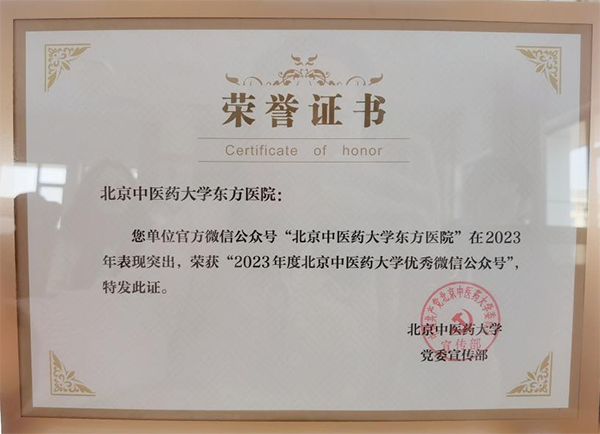 荣誉证书
Certificate of honor
北京中医药大学东方医院：
您单位官方微信公众号“北京中医药大学东方医院”在2023
年表现突出，荣获“2023年度北京中医药大学优秀微信公众号”，
特发此证。
北京中医药大学
党委宣传部
宣传部